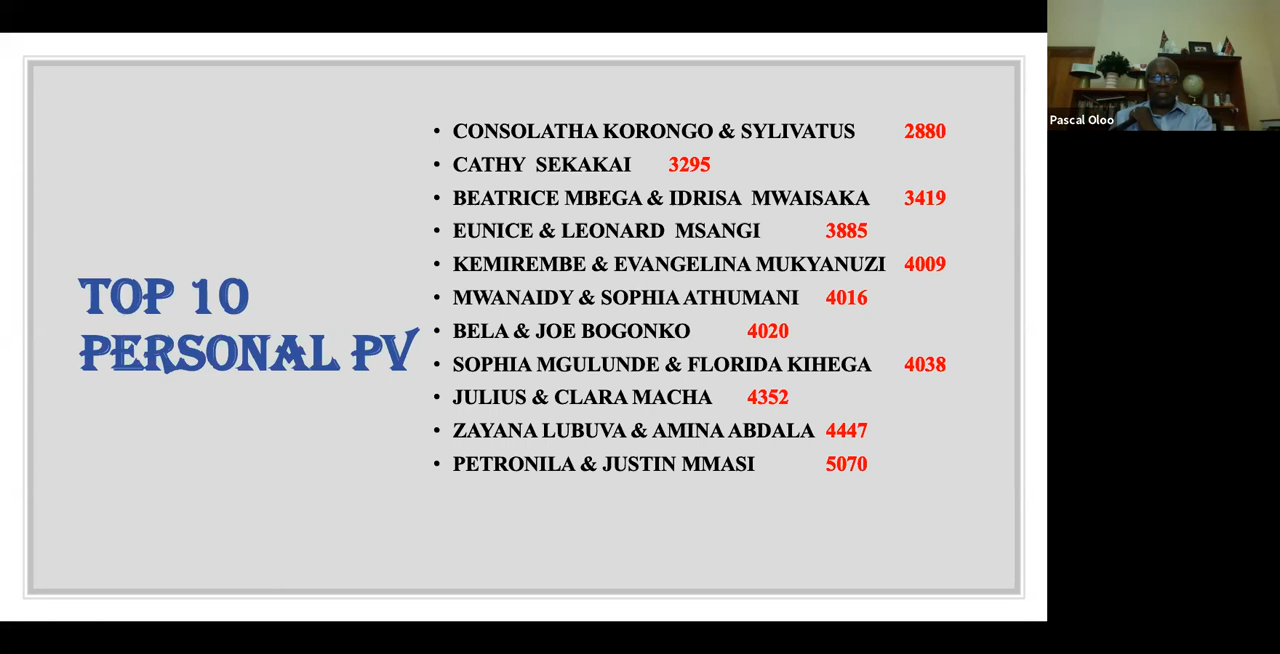 TOP 10
PERSONAL PV
• CONSOLATHA KORONGO & SYLIVATUS 2880
• CATHY SEKAKAI 3295
• BEATRICE MBEGA & IDRISA MWAISAKA 3419
• EUNICE & LEONARD MSANGI 3885
• KEMIREMBE & EVANGELINA MUKYANUZI 4009
• MWANAIDY & SOPHIA ATHUMANI 4016
• BELA & JOE BOGONKO 4020
• SOPHIA MGULUNDE & FLORIDA KIHEGA 4038
• JULIUS & CLARA MACHA 4352
• ZAYANA LUBUVA & AMINA ABDALA 4447
• PETRONILA & JUSTIN MMASI 5070
Pascal Oloo